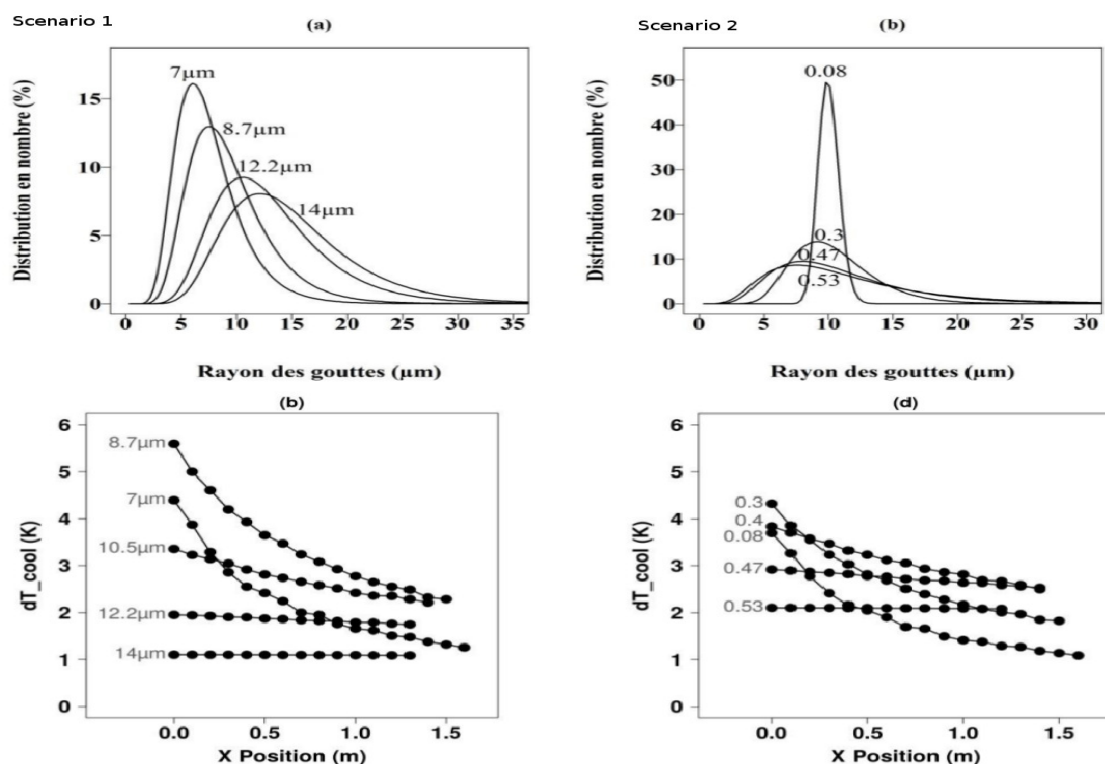 Scenario 1
(a)
Distribution en nombre (%)
15
10
5
0
7µm
8.7µm
12.2µm
14µm
0 5 10 15 20 25 30 35
Rayon des gouttes (µm)
Scenario 2
(b)
Distribution en nombre (%)
50
40
30
20
10
0
0.08
0.3
0.47
0.53
0 5 10 15 20 25 30
Rayon des gouttes (µm)
(b)
dT_cool (K)
6
5
4
3
2
1
0
8.7µm
7µm
10.5µm
12.2µm
14µm
0.0 0.5 1.0 1.5
X Position (m)
(d)
dT_cool (K)
6
5
4
3
2
1
0
0.3
0.4
0.08
0.47
0.53
0.0 0.5 1.0 1.5
X Position (m)